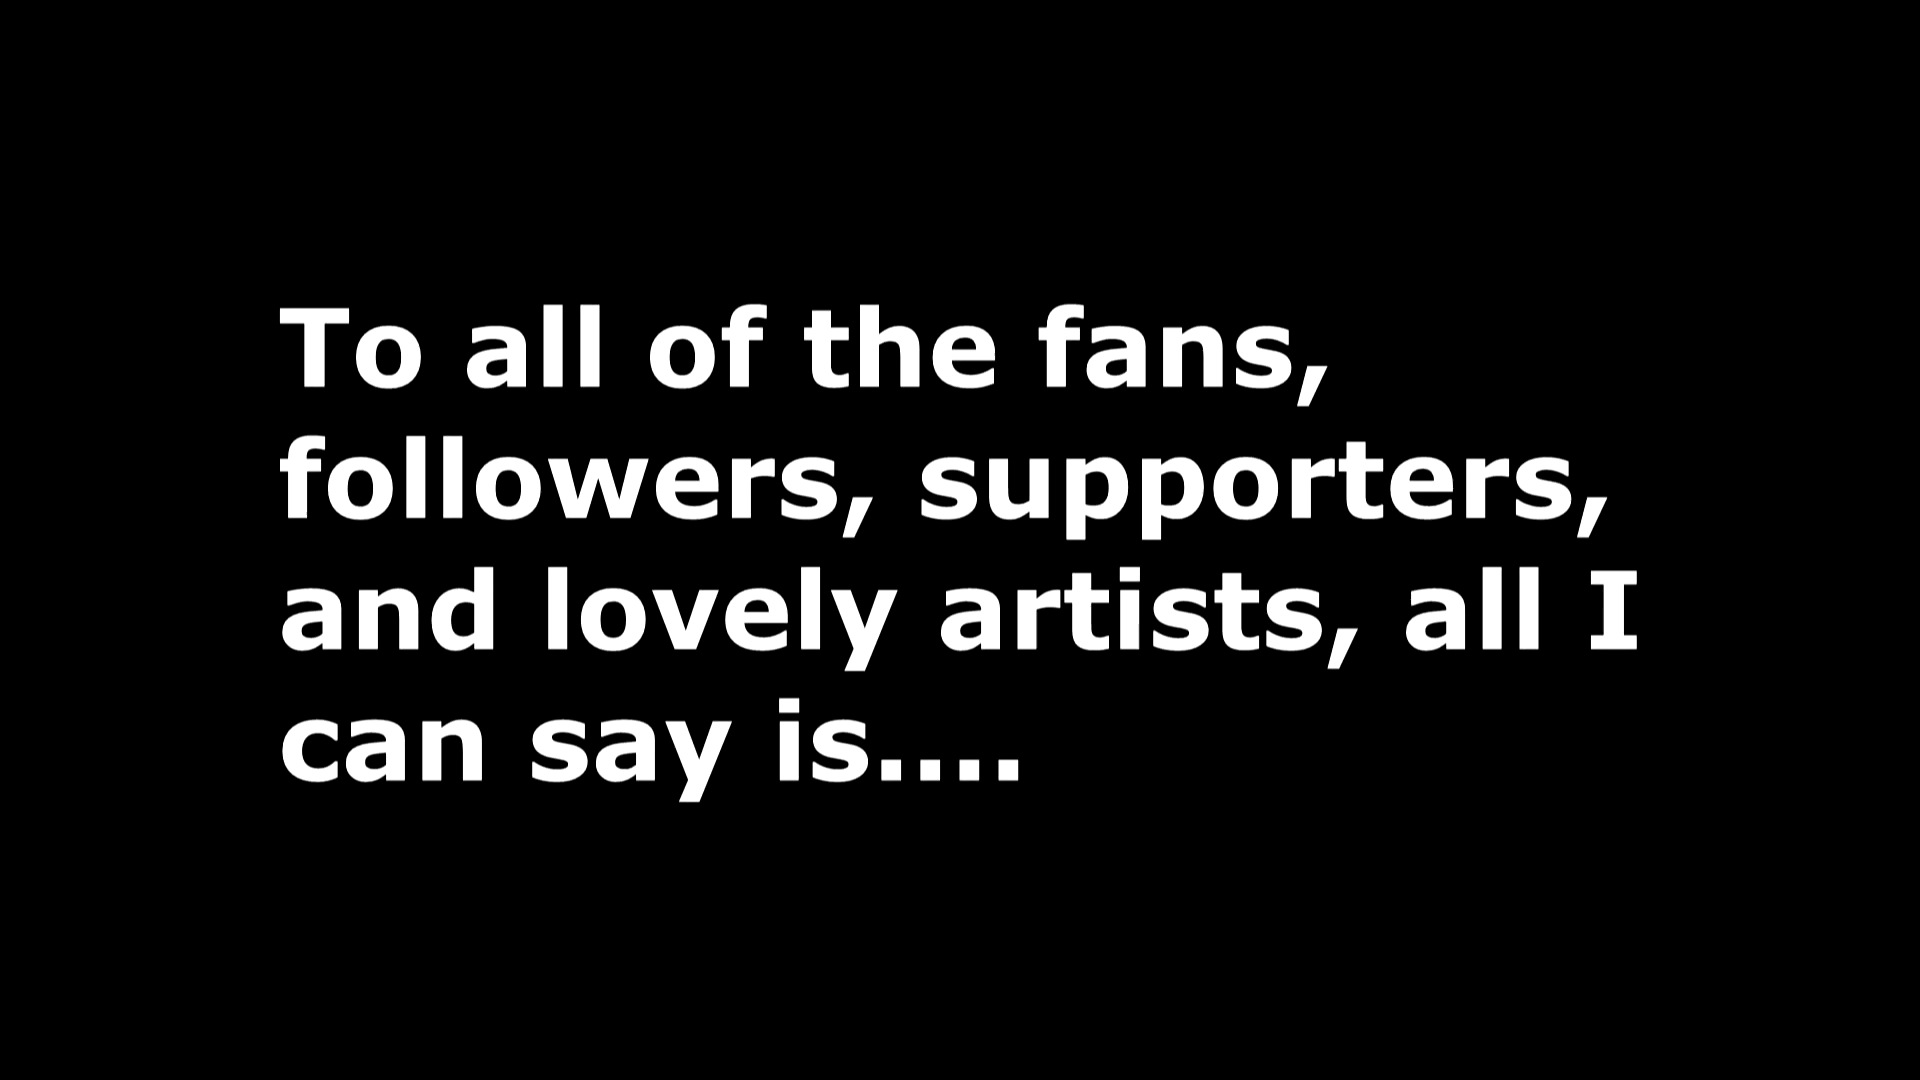 To all of the fans,
followers, supporters,
and lovely artists, all I
can say is....